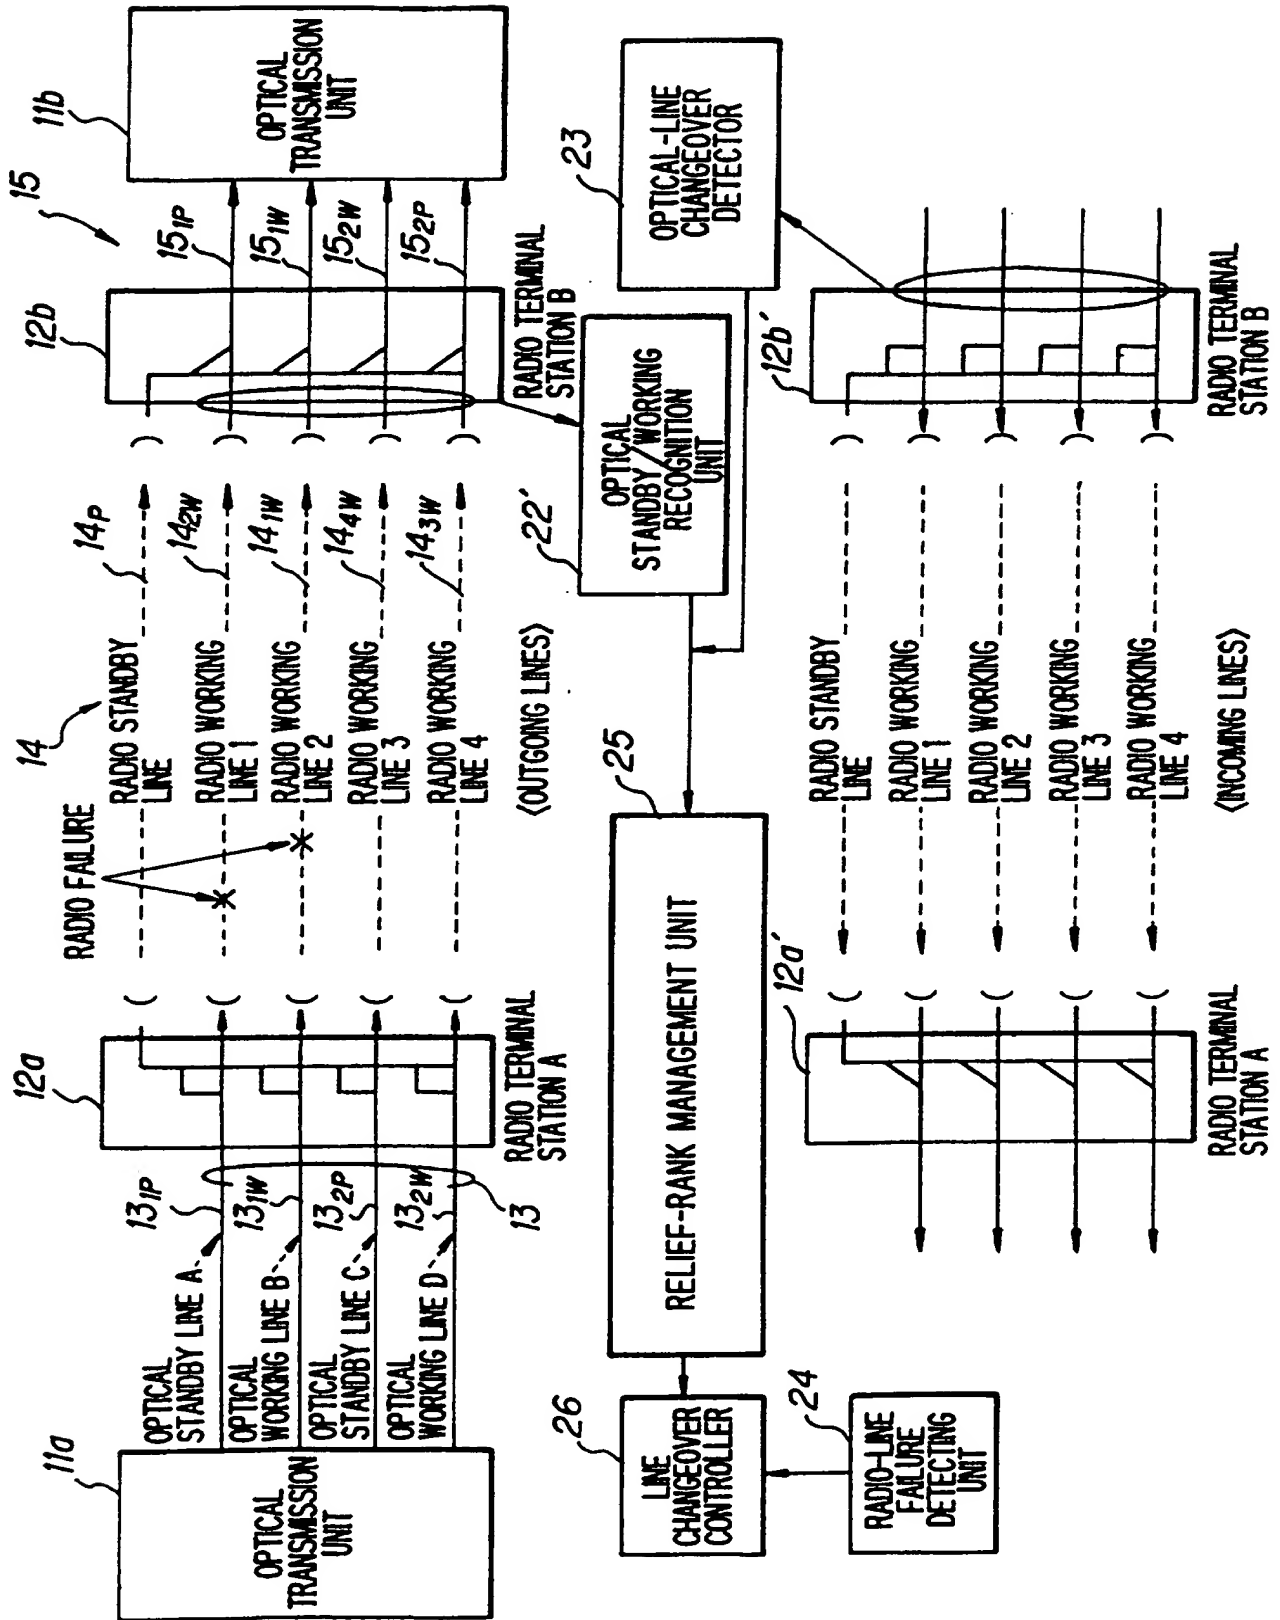 11a
OPTICAL
TRANSMISSION
UNIT
OPTICAL
STANDBY LINE A
OPTICAL
WORKING LINE B
OPTICAL
STANDBY LINE C
OPTICAL
WORKING LINE D
13₁P
13₁W
13₂P
13₂W
13
12a
RADIO TERMINAL
STATION A
RADIO FAILURE
14
RADIO STANDBY
LINE
RADIO WORKING
LINE 1
RADIO WORKING
LINE 2
RADIO WORKING
LINE 3
RADIO WORKING
LINE 4
<OUTGOING LINES>
14P
14₂W
14₁W
14₄W
14₃W
12b
RADIO TERMINAL
STATION B
15
15₁P
15₁W
15₂W
15₂P
11b
OPTICAL
TRANSMISSION
UNIT
22'
OPTICAL
STANDBY/WORKING
RECOGNITION
UNIT
23
OPTICAL-LINE
CHANGEOVER
DETECTOR
25
RELIEF-RANK MANAGEMENT UNIT
26
LINE
CHANGEOVER
CONTROLLER
24
RADIO-LINE
FAILURE
DETECTING
UNIT
12a'
RADIO TERMINAL
STATION A
RADIO STANDBY
LINE
RADIO WORKING
LINE 1
RADIO WORKING
LINE 2
RADIO WORKING
LINE 3
RADIO WORKING
LINE 4
<INCOMING LINES>
12b'
RADIO TERMINAL
STATION B